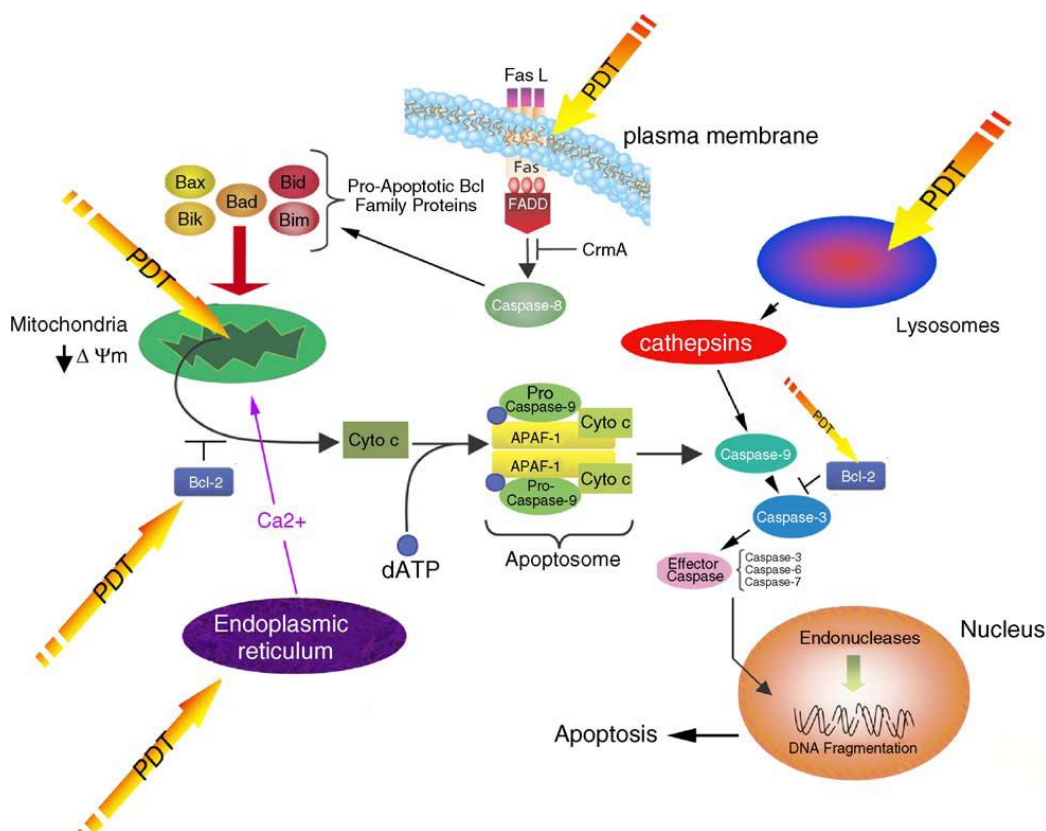 PDT
Fas L
plasma membrane
Fas
FADD
CrmA
Caspase-8
Bax
Bik
Bad
Bid
Bim
Pro-Apoptotic Bcl
Family Proteins
PDT
Mitochondria
Δ Ψm
PDT
Lysosomes
cathepsins
PDT
Pro
Caspase-9
Cyto c
APAF-1
APAF-1
Pro-
Caspase-9
Cyto c
Apoptosome
Cyto c
dATP
Caspase-9
Bcl-2
Caspase-3
Effector
Caspase
Caspase-3
Caspase-6
Caspase-7
Bcl-2
PDT
Ca2+
Endoplasmic
reticulum
PDT
Nucleus
Endonucleases
DNA Fragmentation
Apoptosis